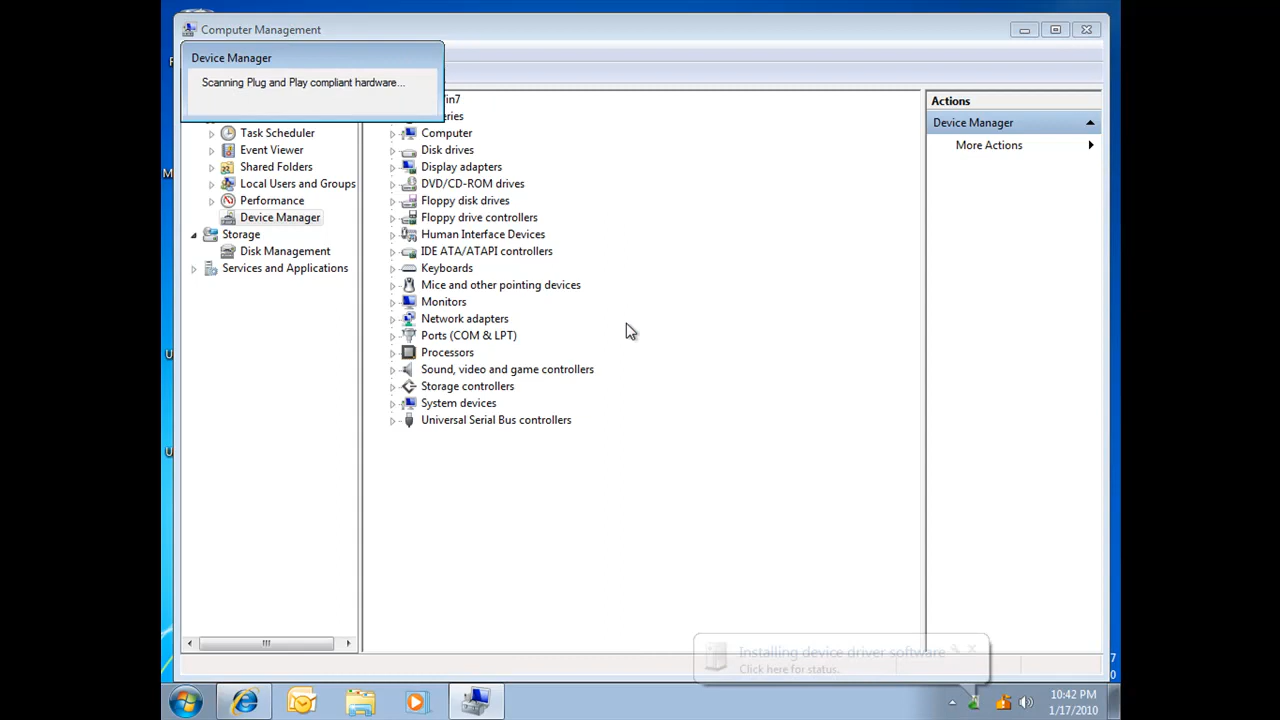 Computer Management
Device Manager
Scanning Plug and Play compliant hardware...
Task Scheduler
Event Viewer
Shared Folders
Local Users and Groups
Performance
Device Manager
Storage
Disk Management
Services and Applications
in7
eries
Computer
Disk drives
Display adapters
DVD/CD-ROM drives
Floppy disk drives
Floppy drive controllers
Human Interface Devices
IDE ATA/ATAPI controllers
Keyboards
Mice and other pointing devices
Monitors
Network adapters
Ports (COM & LPT)
Processors
Sound, video and game controllers
Storage controllers
System devices
Universal Serial Bus controllers
Actions
Device Manager
More Actions
Installing device driver software
Click here for status.
M
U
U
7
0
10:42 PM
1/17/2010